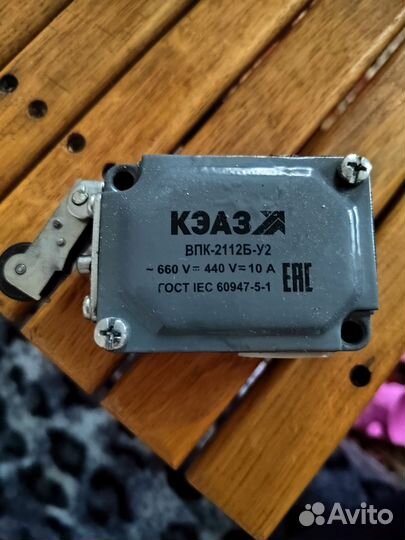 КЭАЗ
ВПК-2112Б-У2
~ 660 V= 440 V= 10 A
ГОСТ IEC 60947-5-1
EAC
Avito